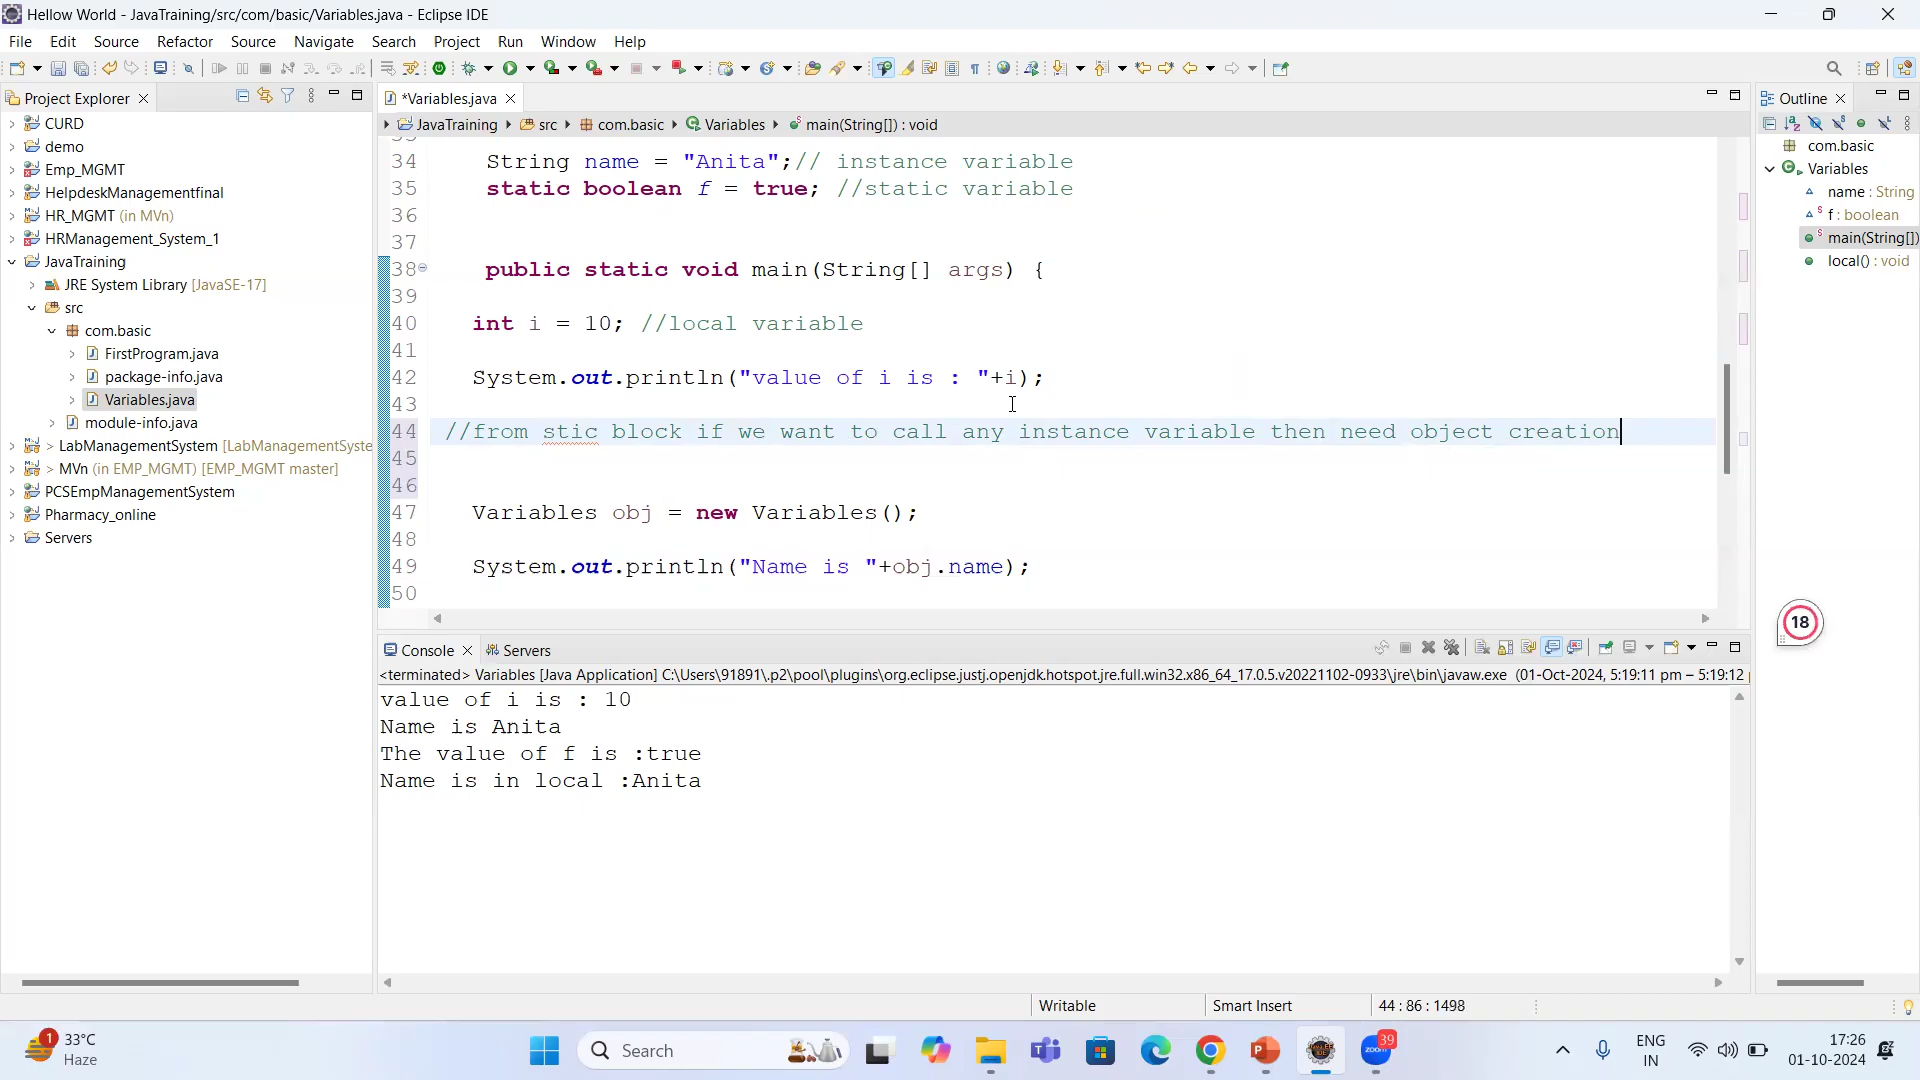 Hellow World - JavaTraining/src/com/basic/Variables.java - Eclipse IDE
File Edit Source Refactor Source Navigate Search Project Run Window Help
Project Explorer
CURD
demo
Emp_MGMT
HelpdeskManagementfinal
HR_MGMT (in MVn)
HRManagement_System_1
JavaTraining
JRE System Library [JavaSE-17]
src
com.basic
FirstProgram.java
package-info.java
Variables.java
module-info.java
> LabManagementSystem [LabManagementSyste
> MVn (in EMP_MGMT) [EMP_MGMT master]
PCSEmpManagementSystem
Pharmacy_online
Servers
*Variables.java
JavaTraining src com.basic Variables main(String[]) : void
34 String name = "Anita";// instance variable
35 static boolean f = true; //static variable
36
37
38 public static void main(String[] args) {
39
40 int i = 10; //local variable
41
42 System.out.println("value of i is : "+i);
43
44 //from stic block if we want to call any instance variable then need object creation
45
46
47 Variables obj = new Variables();
48
49 System.out.println("Name is "+obj.name);
50
Outline
com.basic
Variables
name : String
f : boolean
main(String[])
local() : void
18
Console Servers
<terminated> Variables [Java Application] C:\Users\91891\.p2\pool\plugins\org.eclipse.justj.openjdk.hotspot.jre.full.win32.x86_64_17.0.5.v20221102-0933\jre\bin\javaw.exe (01-Oct-2024, 5:19:11 pm – 5:19:12
value of i is : 10
Name is Anita
The value of f is :true
Name is in local :Anita
Writable Smart Insert 44 : 86 : 1498
1 33°C
Haze
Search
zoom 39
ENG
IN
17:26
01-10-2024